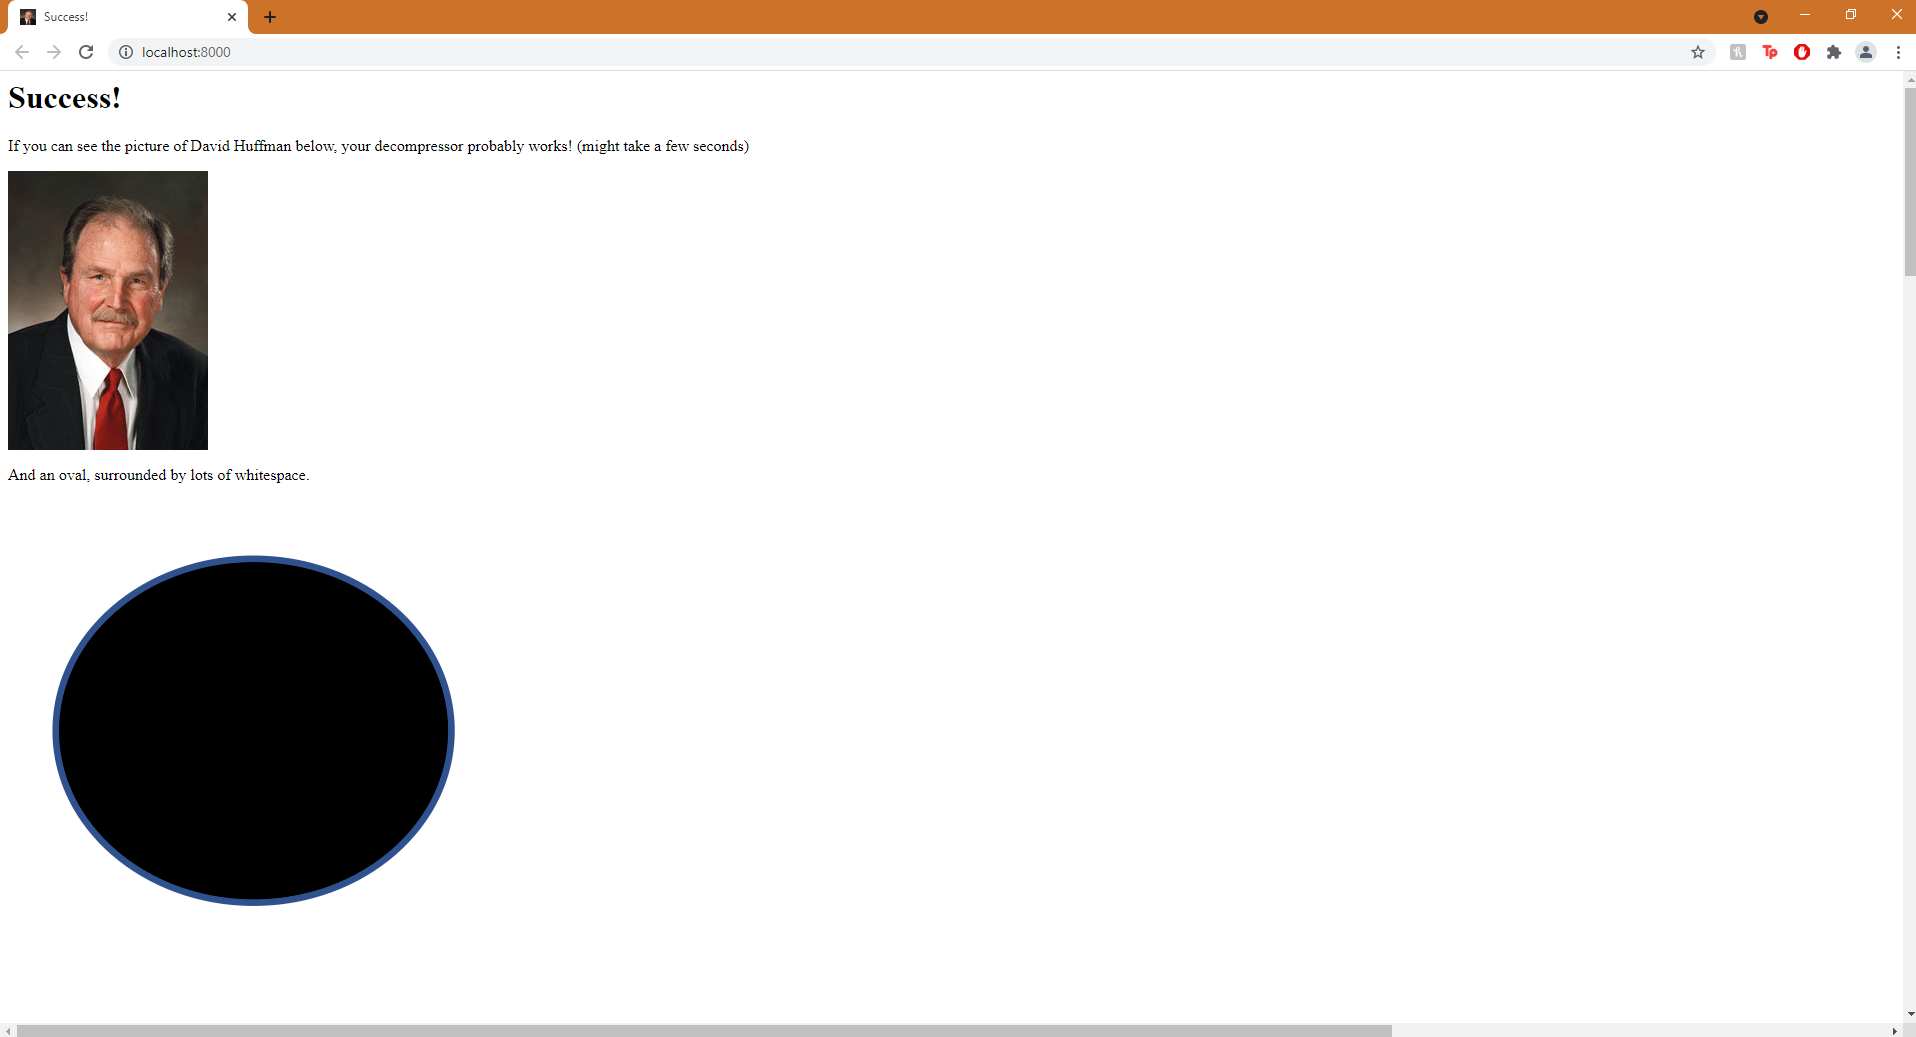 Success!
localhost:8000
Tp
Success!
If you can see the picture of David Huffman below, your decompressor probably works! (might take a few seconds)
And an oval, surrounded by lots of whitespace.